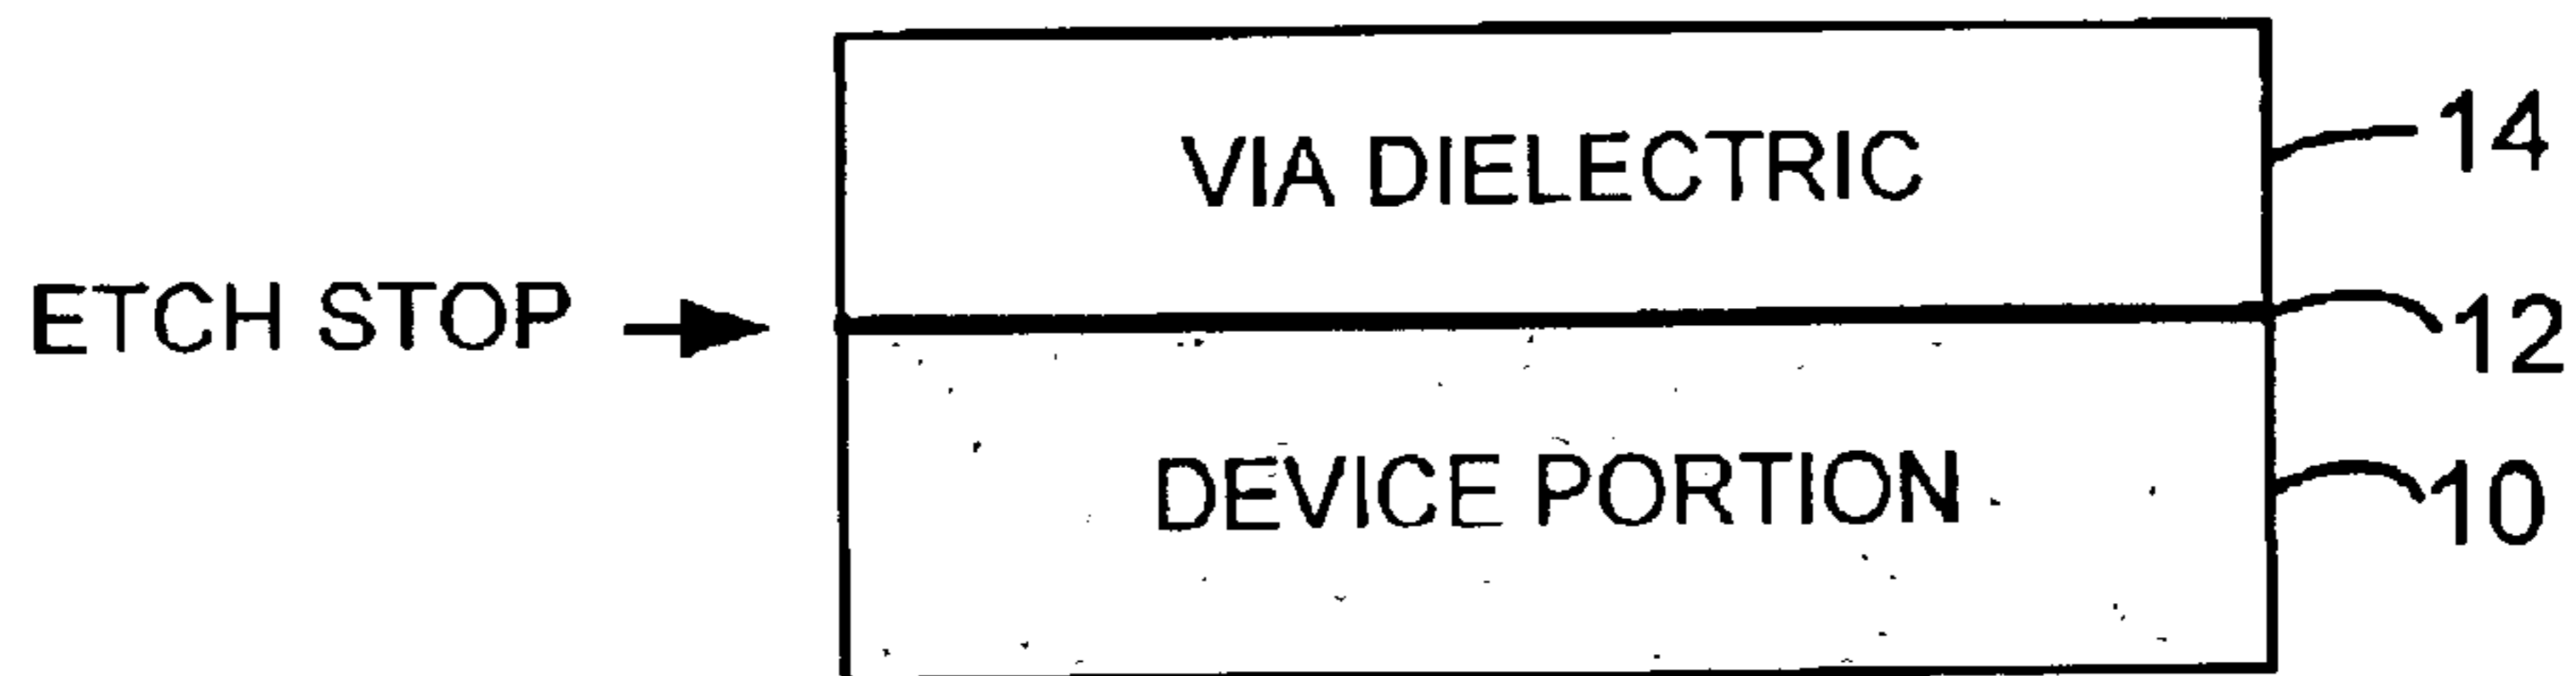 VIA DIELECTRIC
14
ETCH STOP
12
DEVICE PORTION
10